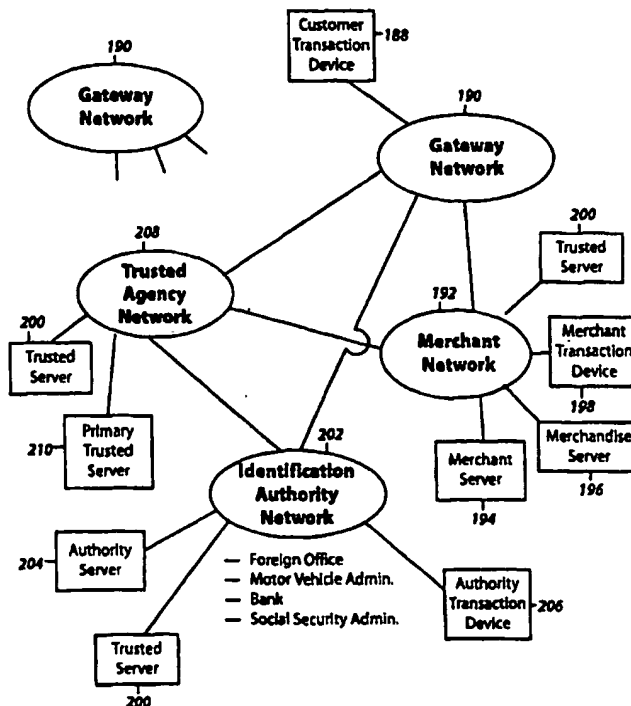 190
Gateway
Network
Customer
Transaction
Device
188
190
Gateway
Network
208
Trusted
Agency
Network
200
Trusted
Server
192
Merchant
Network
200
Trusted
Server
Merchant
Transaction
Device
198
210
Primary
Trusted
Server
202
Identification
Authority
Network
Merchant
Server
194
Merchandise
Server
196
204
Authority
Server
— Foreign Office
— Motor Vehicle Admin.
— Bank
— Social Security Admin.
Authority
Transaction
Device
206
Trusted
Server
200